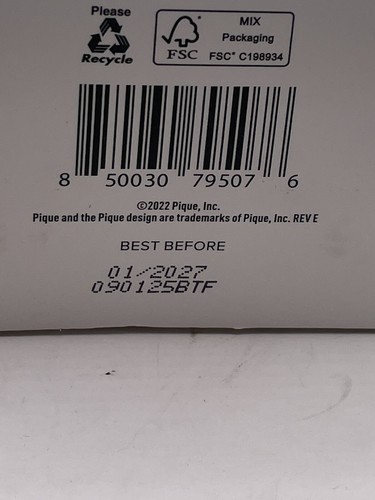 Please
Recycle
FSC
MIX
Packaging
FSC® C198934
8 50030 79507 6
©2022 Pique, Inc.
Pique and the Pique design are trademarks of Pique, Inc. REV E
BEST BEFORE
01/2027
090125BTF